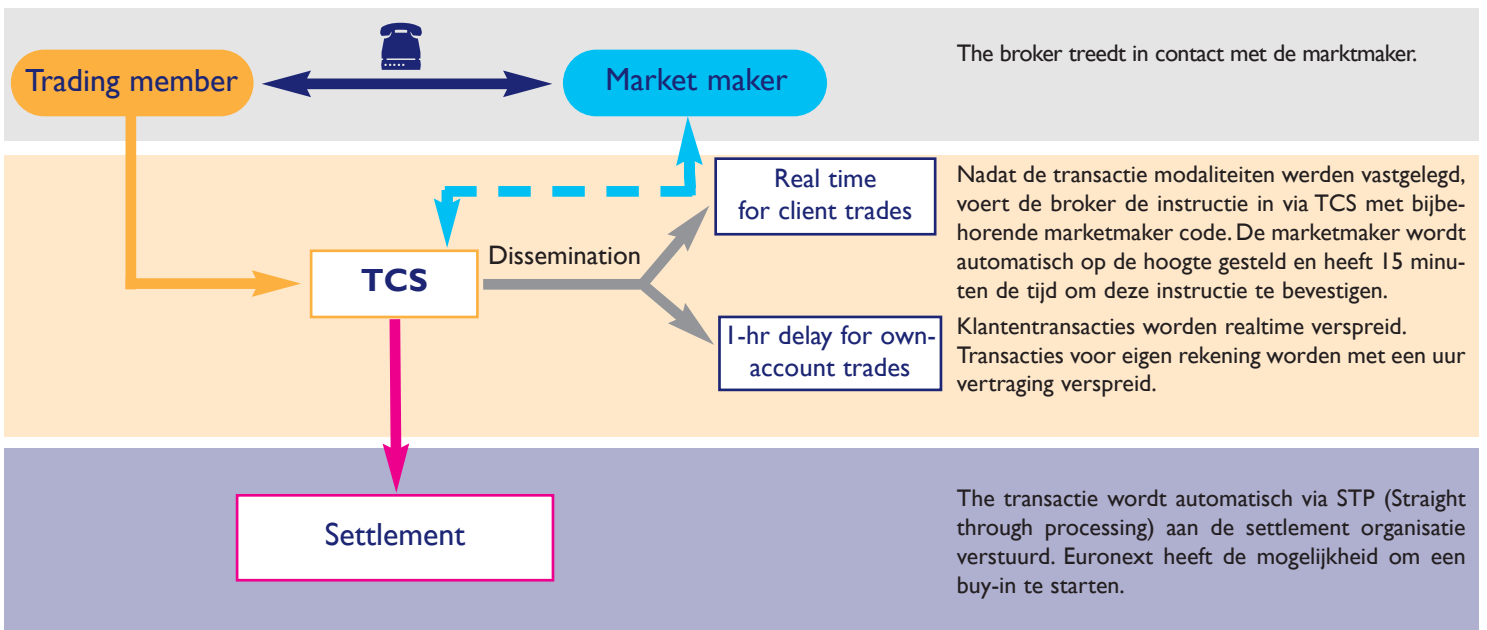 Trading member
Market maker
The broker treedt in contact met de marktmaker.
Real time
for client trades
Dissemination
TCS
1-hr delay for own-
account trades
Nadat de transactie modaliteiten werden vastgelegd,
voert de broker de instructie in via TCS met bijbe-
horende marketmaker code. De marketmaker wordt
automatisch op de hoogte gesteld en heeft 15 minu-
ten de tijd om deze instructie te bevestigen.
Klantentransacties worden realtime verspreid.
Transacties voor eigen rekening worden met een uur
vertraging verspreid.
Settlement
The transactie wordt automatisch via STP (Straight
through processing) aan de settlement organisatie
verstuurd. Euronext heeft de mogelijkheid om een
buy-in te starten.